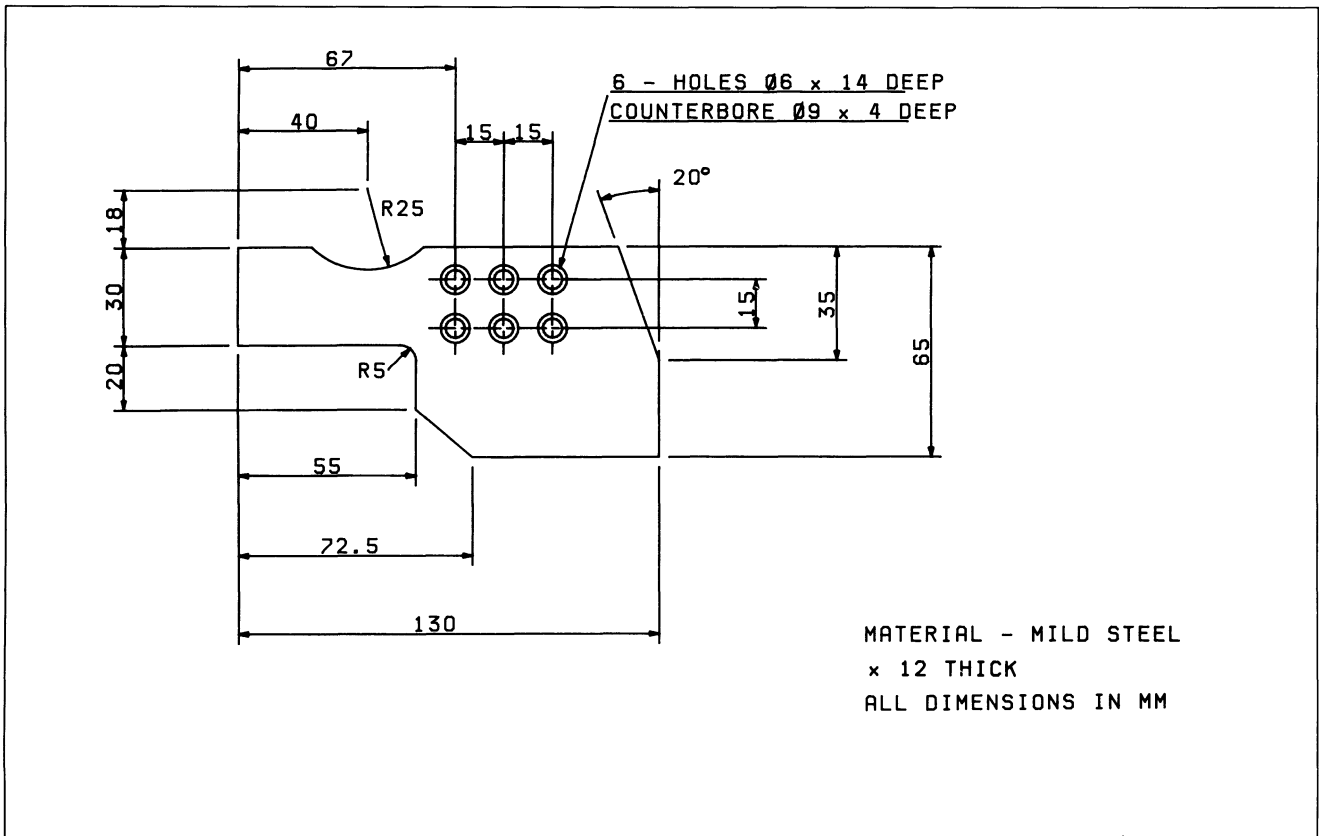 67
6 - HOLES Ø6 x 14 DEEP
COUNTERBORE Ø9 x 4 DEEP
40
15 15
20°
18
R25
30
15
35
65
20
R5
55
72.5
130
MATERIAL - MILD STEEL
x 12 THICK
ALL DIMENSIONS IN MM